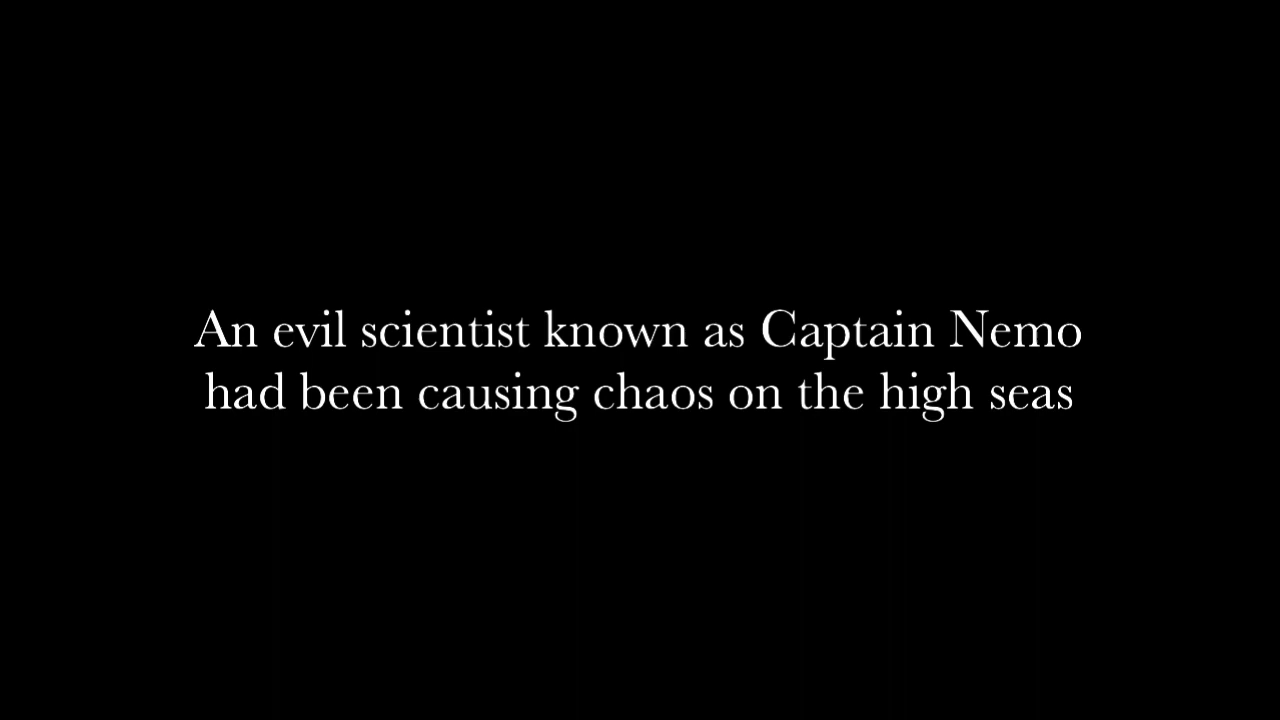 An evil scientist known as Captain Nemo
had been causing chaos on the high seas